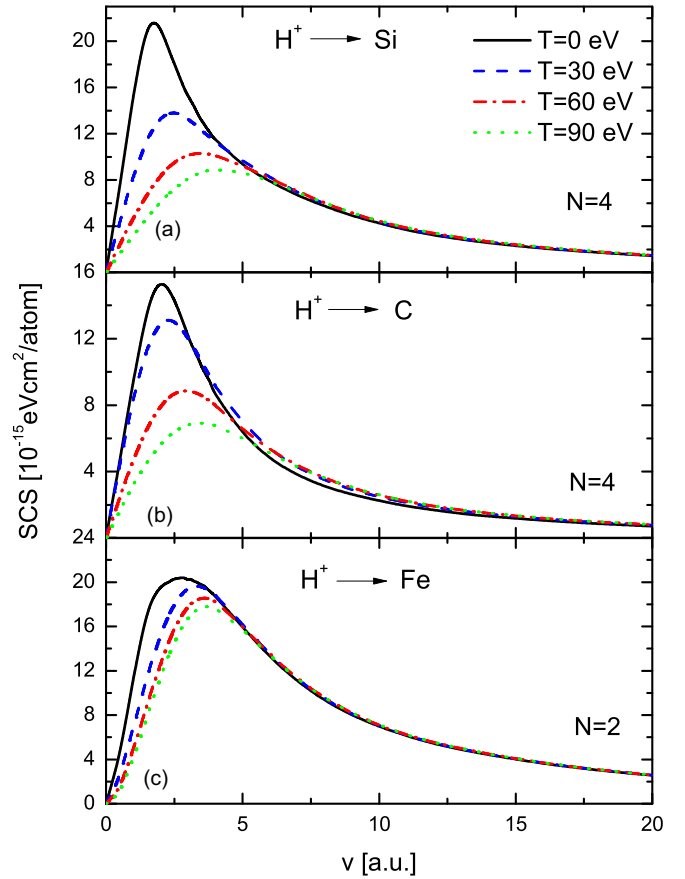 H⁺ → Si
T=0 eV
T=30 eV
T=60 eV
T=90 eV
20
16
12
8
4
N=4
(a)
16
H⁺ → C
12
8
4
N=4
(b)
24
H⁺ → Fe
20
16
12
8
4
0
N=2
(c)
SCS [10⁻¹⁵eVcm²/atom]
0 5 10 15 20
v [a.u.]